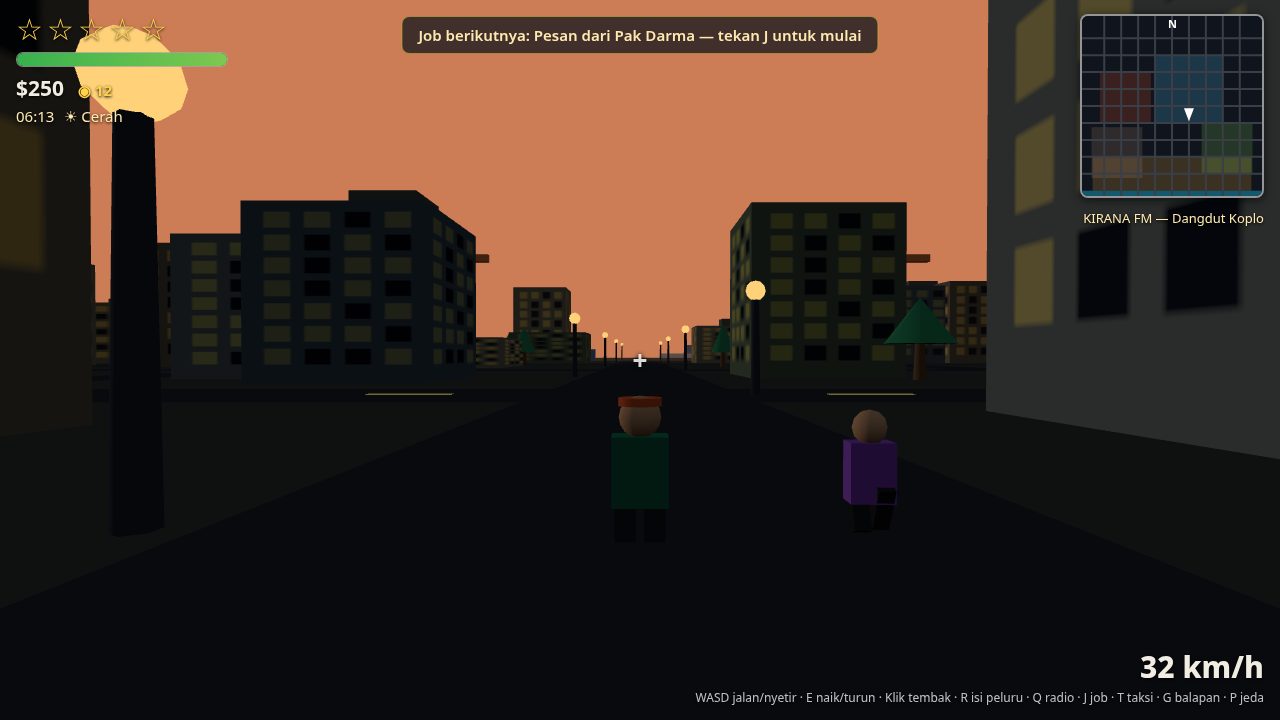 Job berikutnya: Pesan dari Pak Darma — tekan J untuk mulai
N
$250 12
06:13 ☀ Cerah
KIRANA FM — Dangdut Koplo
32 km/h
WASD jalan/nyetir · E naik/turun · Klik tembak · R isi peluru · Q radio · J job · T taksi · G balapan · P jeda